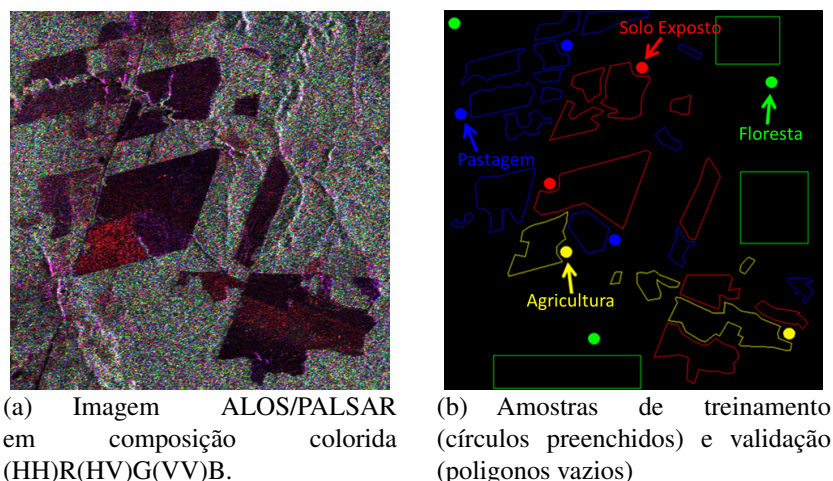 Solo Exposto
Floresta
Pastagem
Agricultura
(a) Imagem ALOS/PALSAR
em composição colorida
(HH)R(HV)G(VV)B.
(b) Amostras de treinamento
(círculos preenchidos) e validação
(poligonos vazios)